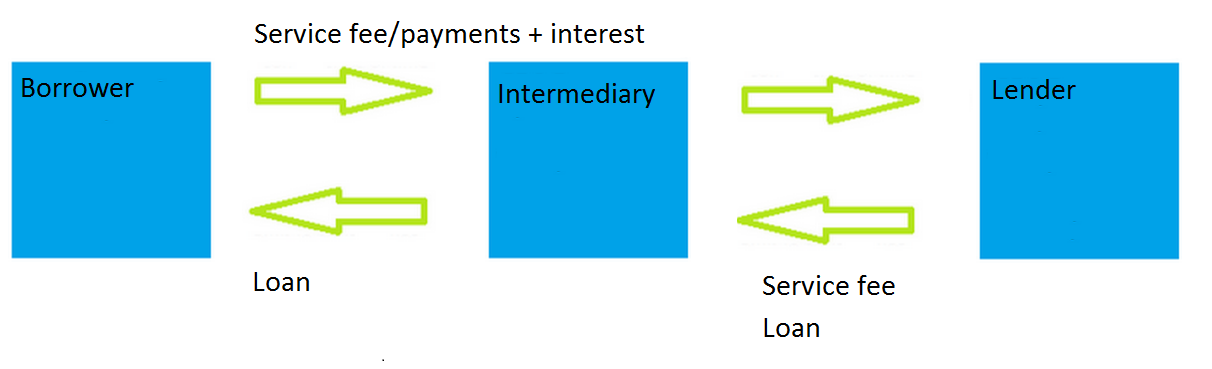 Service fee/payments + interest
Borrower
Intermediary
Lender
Loan
Service fee
Loan